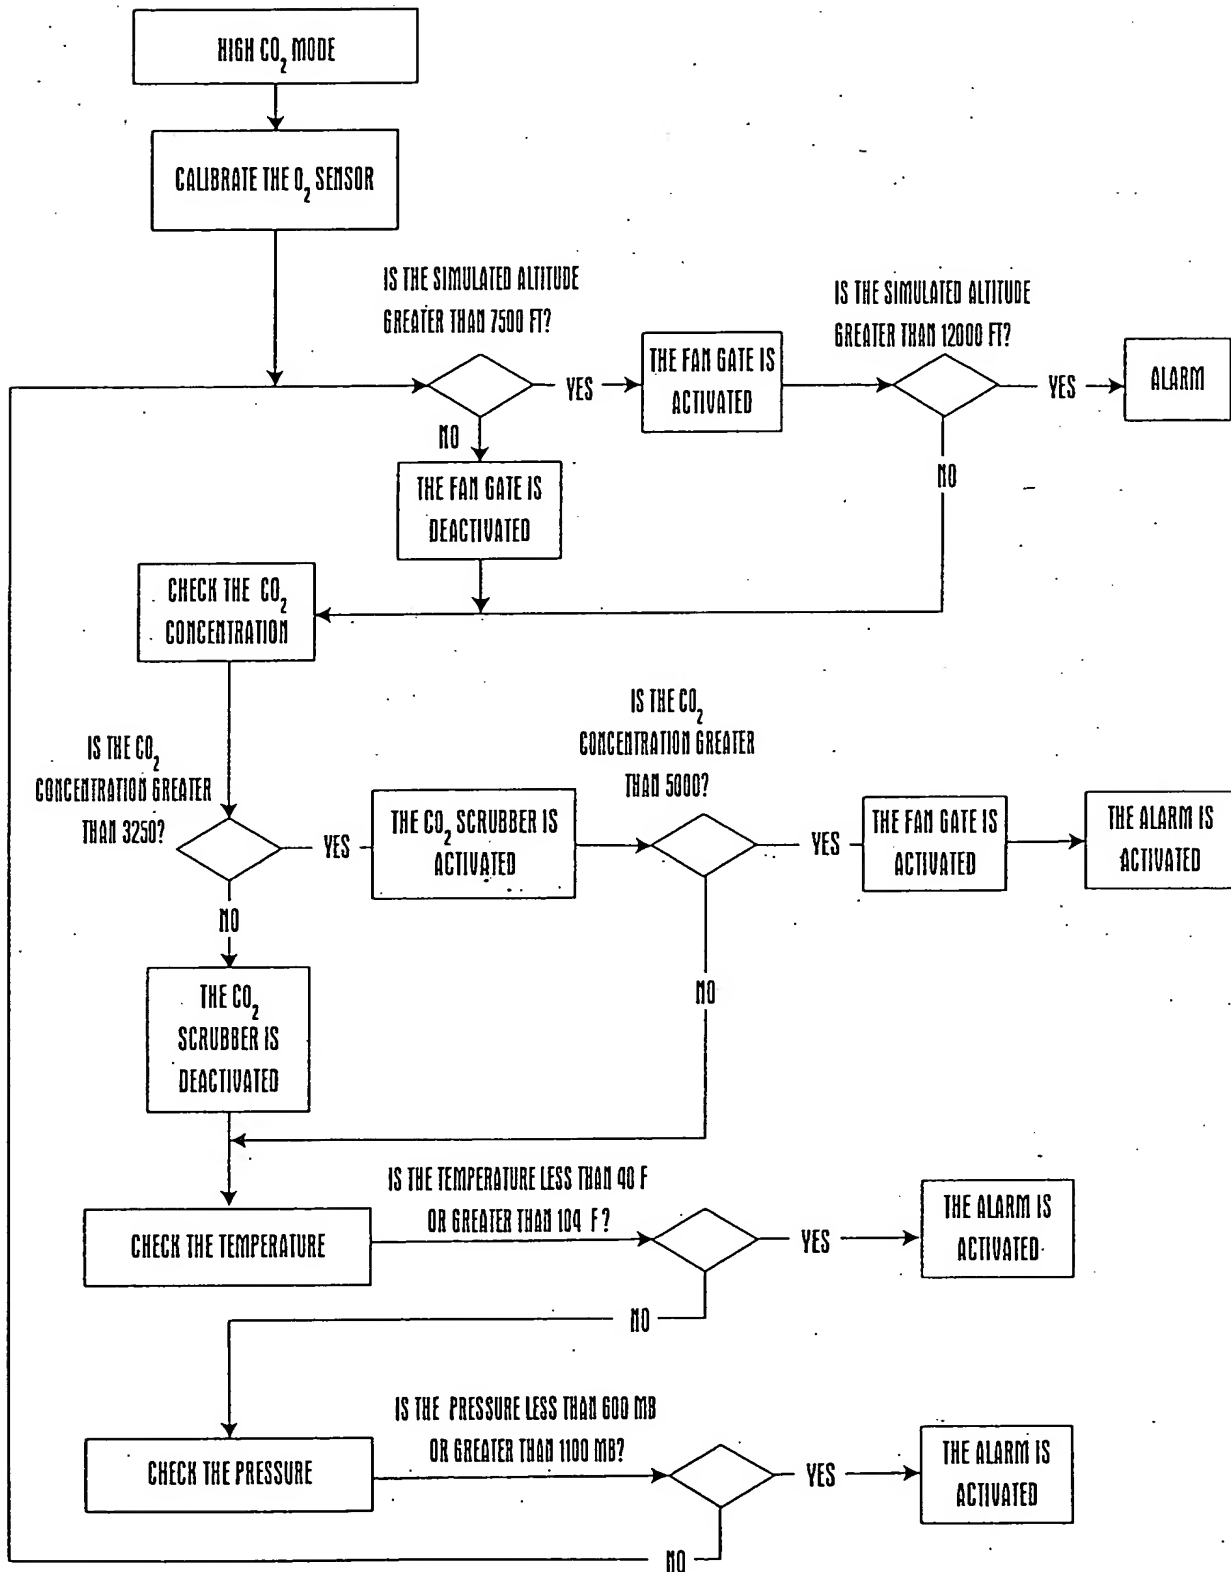 HIGH CO₂ MODE
CALIBRATE THE O₂ SENSOR
IS THE SIMULATED ALTITUDE
GREATER THAN 7500 FT?
YES
NO
THE FAN GATE IS
ACTIVATED
IS THE SIMULATED ALTITUDE
GREATER THAN 12000 FT?
YES
NO
ALARM
THE FAN GATE IS
DEACTIVATED
CHECK THE CO₂
CONCENTRATION
IS THE CO₂
CONCENTRATION GREATER
THAN 3250?
YES
NO
THE CO₂ SCRUBBER IS
ACTIVATED
IS THE CO₂
CONCENTRATION GREATER
THAN 5000?
YES
NO
THE FAN GATE IS
ACTIVATED
THE ALARM IS
ACTIVATED
THE CO₂
SCRUBBER IS
DEACTIVATED
CHECK THE TEMPERATURE
IS THE TEMPERATURE LESS THAN 40 F
OR GREATER THAN 104 F?
YES
NO
THE ALARM IS
ACTIVATED
CHECK THE PRESSURE
IS THE PRESSURE LESS THAN 600 MB
OR GREATER THAN 1100 MB?
YES
NO
THE ALARM IS
ACTIVATED